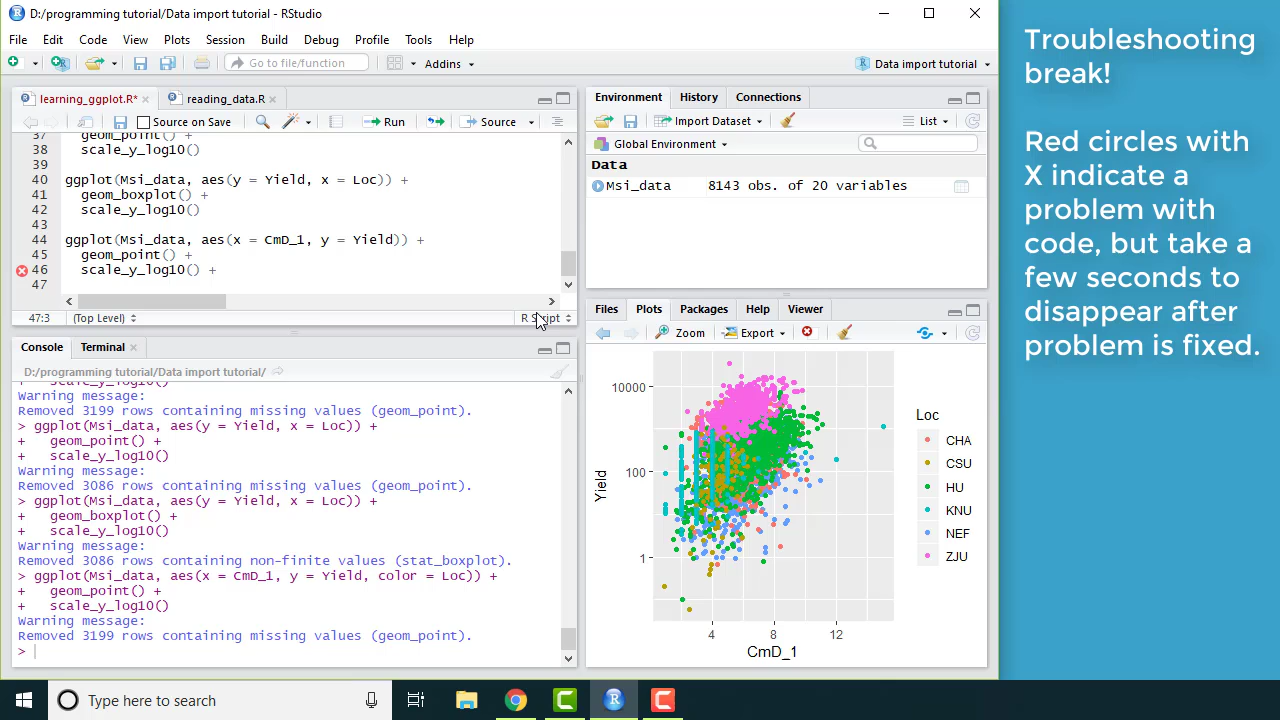 D:/programming tutorial/Data import tutorial - RStudio
File Edit Code View Plots Session Build Debug Profile Tools Help
Go to file/function Addins Data import tutorial
learning_ggplot.R* reading_data.R
Source on Save Run Source
37 geom_point() +
38 scale_y_log10()
39
40 ggplot(Msi_data, aes(y = Yield, x = Loc)) +
41 geom_boxplot() +
42 scale_y_log10()
43
44 ggplot(Msi_data, aes(x = CmD_1, y = Yield)) +
45 geom_point() +
46 scale_y_log10() +
47
47:3 (Top Level) R Script
Console Terminal
D:/programming tutorial/Data import tutorial/
+ scale_y_log10()
Warning message:
Removed 3199 rows containing missing values (geom_point).
> ggplot(Msi_data, aes(y = Yield, x = Loc)) +
+ geom_point() +
+ scale_y_log10()
Warning message:
Removed 3086 rows containing missing values (geom_point).
> ggplot(Msi_data, aes(y = Yield, x = Loc)) +
+ geom_boxplot() +
+ scale_y_log10()
Warning message:
Removed 3086 rows containing non-finite values (stat_boxplot).
> ggplot(Msi_data, aes(x = CmD_1, y = Yield, color = Loc)) +
+ geom_point() +
+ scale_y_log10()
Warning message:
Removed 3199 rows containing missing values (geom_point).
>
Environment History Connections
Import Dataset List
Global Environment
Data
Msi_data 8143 obs. of 20 variables
Files Plots Packages Help Viewer
Zoom Export
10000
100
1
Yield
4 8 12
CmD_1
Loc
CHA
CSU
HU
KNU
NEF
ZJU
Troubleshooting
break!
Red circles with
X indicate a
problem with
code, but take a
few seconds to
disappear after
problem is fixed.
Type here to search